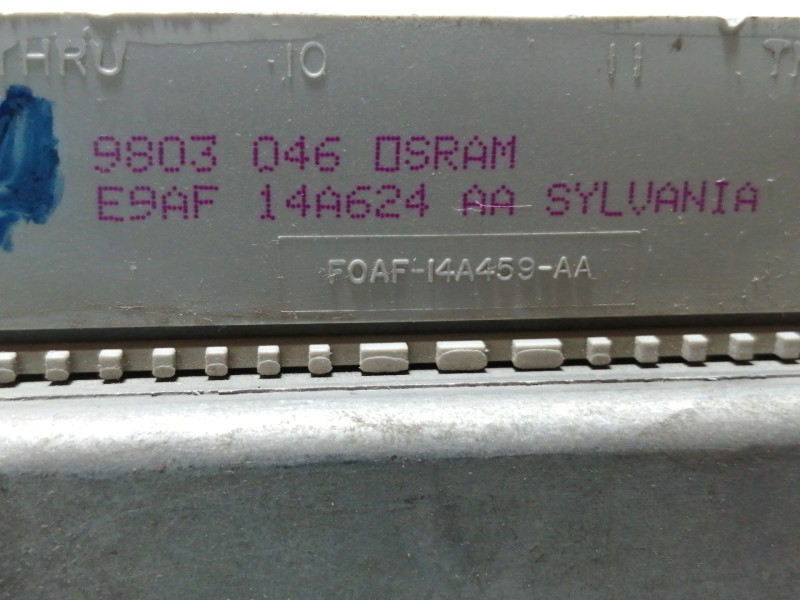 THRU 10 11
9803 046 OSRAM
E9AF 14A624 AA SYLVANIA
F0AF-14A459-AA